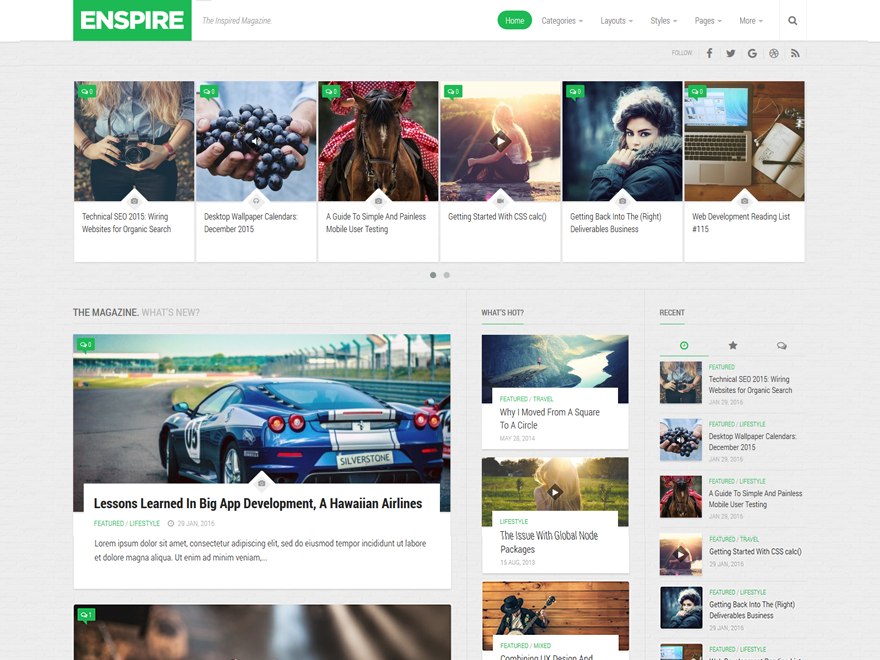 ENSPIRE
The Inspired Magazine.
Home
Categories
Layouts
Styles
Pages
More
FOLLOW:
0
0
0
0
0
0
Technical SEO 2015: Wiring
Websites for Organic Search
Desktop Wallpaper Calendars:
December 2015
A Guide To Simple And Painless
Mobile User Testing
Getting Started With CSS calc()
Getting Back Into The (Right)
Deliverables Business
Web Development Reading List
#115
THE MAGAZINE. WHAT'S NEW?
0
SILVERSTONE
Lessons Learned In Big App Development, A Hawaiian Airlines
FEATURED / LIFESTYLE
29 JAN, 2016
Lorem ipsum dolor sit amet, consectetur adipiscing elit, sed do eiusmod tempor incididunt ut labore
et dolore magna aliqua. Ut enim ad minim veniam,...
1
WHAT'S HOT?
FEATURED / TRAVEL
Why I Moved From A Square
To A Circle
MAY 28, 2014
LIFESTYLE
The Issue With Global Node
Packages
15 AUG, 2013
FEATURED / MIXED
Combining UX Design And
RECENT
FEATURED
Technical SEO 2015: Wiring
Websites for Organic Search
JAN 29, 2016
FEATURED / LIFESTYLE
Desktop Wallpaper Calendars:
December 2015
JAN 29, 2016
FEATURED / LIFESTYLE
A Guide To Simple And Painless
Mobile User Testing
JAN 29, 2016
FEATURED / TRAVEL
Getting Started With CSS calc()
29 JAN, 2016
FEATURED / LIFESTYLE
Getting Back Into The (Right)
Deliverables Business
29 JAN, 2016
FEATURED / LIFESTYLE